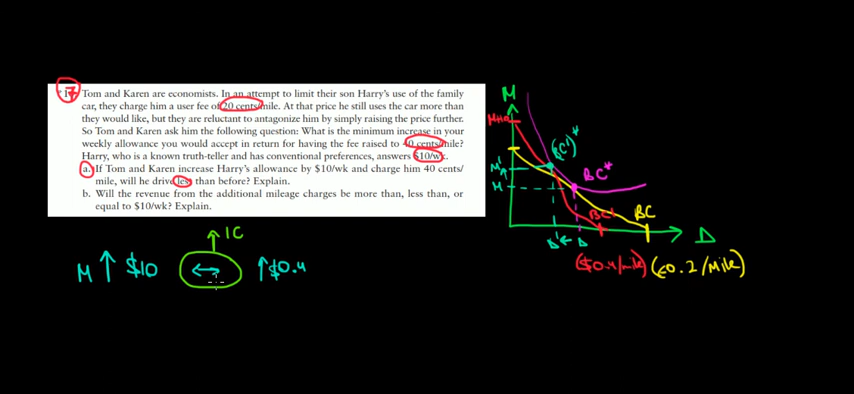 17. Tom and Karen are economists. In an attempt to limit their son Harry's use of the family
car, they charge him a user fee of 20 cents/mile. At that price he still uses the car more than
they would like, but they are reluctant to antagonize him by simply raising the price further.
So Tom and Karen ask him the following question: What is the minimum increase in your
weekly allowance you would accept in return for having the fee raised to 40 cents/mile?
Harry, who is a known truth-teller and has conventional preferences, answers $10/wk.
a. If Tom and Karen increase Harry's allowance by $10/wk and charge him 40 cents/
mile, will he drive less than before? Explain.
b. Will the revenue from the additional mileage charges be more than, less than, or
equal to $10/wk? Explain.
↑ IC
M ↑ $10 ↔ ↑$0.4
M
M+10
(BC')*
M'
BC*
M
BC' BC
D' ← D D
($0.4/mile) (€0.2/Mile)